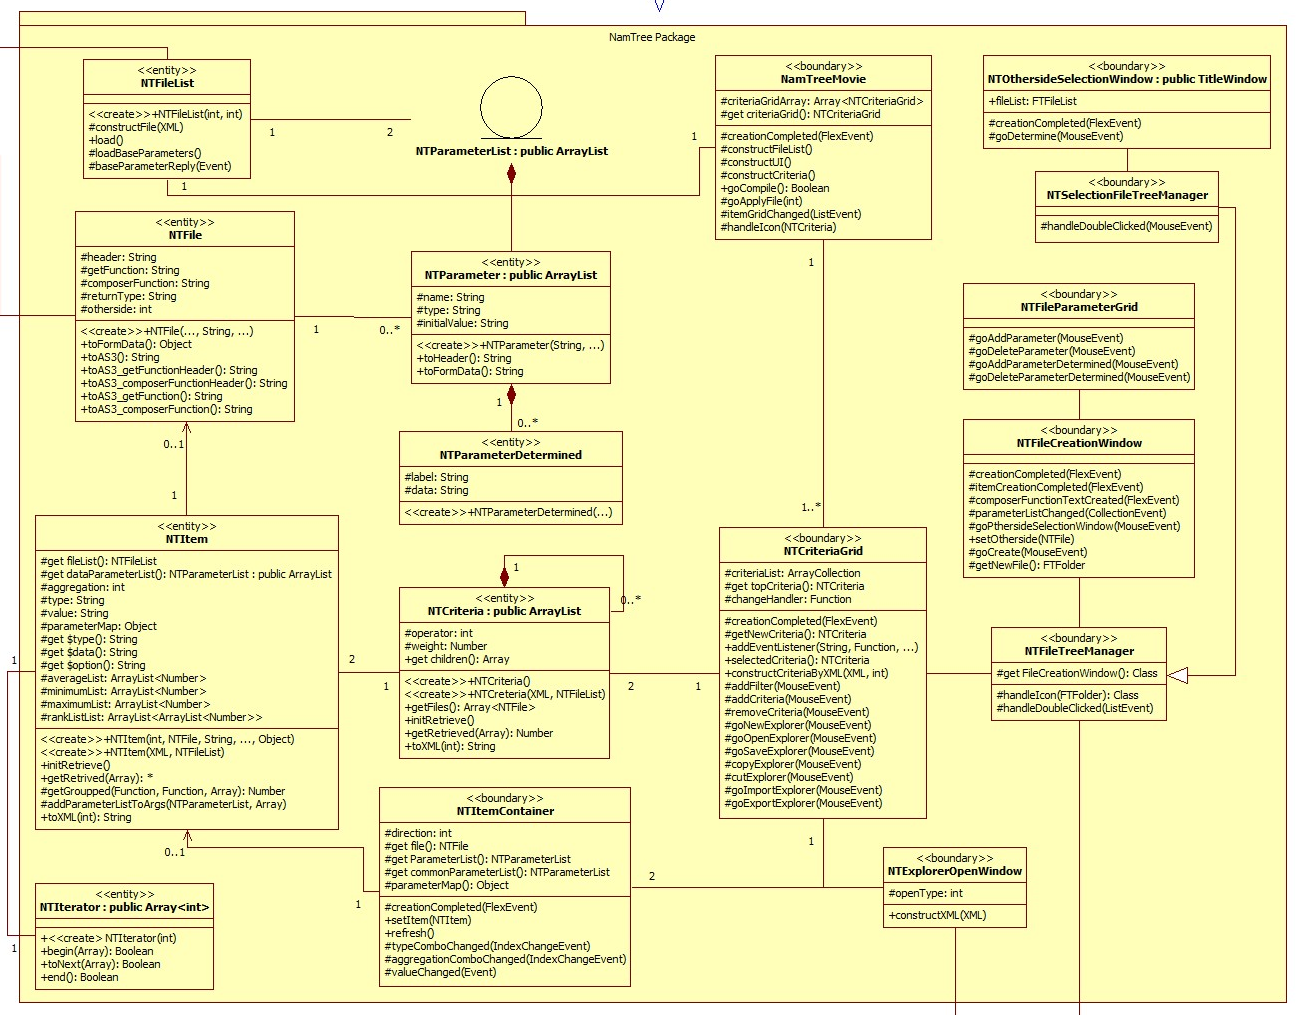 NamTree Package
<<entity>>
NTFileList
<<create>>+NTFileList(int, int)
#constructFile(XML)
+load()
#loadBaseParameters()
#baseParameterReply(Event)
1
2
1
NTParameterList : public ArrayList
<<boundary>>
NamTreeMovie
#criteriaGridArray: Array<NTCriteriaGrid>
#get criteriaGrid(): NTCriteriaGrid
#creationCompleted(FlexEvent)
#constructFileList()
#constructUI()
#constructCriteria()
+goCompile(): Boolean
#goApplyFile(int)
#itemGridChanged(ListEvent)
#handleIcon(NTCriteria)
1
1
<<boundary>>
NTOthersideSelectionWindow : public TitleWindow
+fileList: FTFileList
#creationCompleted(FlexEvent)
#goDetermine(MouseEvent)
<<boundary>>
NTSelectionFileTreeManager
#handleDoubleClicked(MouseEvent)
<<entity>>
NTFile
#header: String
#getFunction: String
#composerFunction: String
#returnType: String
#otherside: int
<<create>>+NTFile(..., String, ...)
+toFormData(): Object
+toAS3(): String
+toAS3_getFunctionHeader(): String
+toAS3_composerFunctionHeader(): String
+toAS3_getFunction(): String
+toAS3_composerFunction(): String
1
0..*
0..1
1
<<entity>>
NTParameter : public ArrayList
#name: String
#type: String
#initialValue: String
<<create>>+NTParameter(String, ...)
+toHeader(): String
+toFormData(): String
1
0..*
<<entity>>
NTParameterDetermined
#label: String
#data: String
<<create>>+NTParameterDetermined(...)
<<boundary>>
NTFileParameterGrid
#goAddParameter(MouseEvent)
#goDeleteParameter(MouseEvent)
#goAddParameterDetermined(MouseEvent)
#goDeleteParameterDetermined(MouseEvent)
<<boundary>>
NTFileCreationWindow
#creationCompleted(FlexEvent)
#itemCreationCompleted(FlexEvent)
#composerFunctionTextCreated(FlexEvent)
#parameterListChanged(CollectionEvent)
#goPthersideSelectionWindow(MouseEvent)
+setOtherside(NTFile)
#goCreate(MouseEvent)
#getNewFile(): FTFolder
<<entity>>
NTItem
#get fileList(): NTFileList
#get dataParameterList(): NTParameterList : public ArrayList
#aggregation: int
#type: String
#value: String
#parameterMap: Object
#get $type(): String
#get $data(): String
#get $option(): String
#averageList: ArrayList<Number>
#minimumList: ArrayList<Number>
#maximumList: ArrayList<Number>
#rankListList: ArrayList<ArrayList<Number>>
<<create>>+NTItem(int, NTFile, String, ..., Object)
<<create>>+NTItem(XML, NTFileList)
+initRetrieve()
+getRetrived(Array): *
#getGroupped(Function, Function, Array): Number
#addParameterListToArgs(NTParameterList, Array)
+toXML(int): String
1
2
1
0..1
1
<<entity>>
NTCriteria : public ArrayList
#operator: int
#weight: Number
+get children(): Array
<<create>>+NTCriteria()
<<create>>+NTCreteria(XML, NTFileList)
+getFiles(): Array<NTFile>
+initRetrieve()
+getRetrieved(Array): Number
+toXML(int): String
1
0..*
2
1
1..*
<<boundary>>
NTCriteriaGrid
#criteriaList: ArrayCollection
#get topCriteria(): NTCriteria
#changeHandler: Function
#creationCompleted(FlexEvent)
#getNewCriteria(): NTCriteria
+addEventListener(String, Function, ...)
+selectedCriteria(): NTCriteria
+constructCriteriaByXML(XML, int)
#addFilter(MouseEvent)
#addCriteria(MouseEvent)
#removeCriteria(MouseEvent)
#goNewExplorer(MouseEvent)
#goOpenExplorer(MouseEvent)
#goSaveExplorer(MouseEvent)
#copyExplorer(MouseEvent)
#cutExplorer(MouseEvent)
#goImportExplorer(MouseEvent)
#goExportExplorer(MouseEvent)
1
<<boundary>>
NTFileTreeManager
#get FileCreationWindow(): Class
#handleIcon(FTFolder): Class
#handleDoubleClicked(ListEvent)
<<boundary>>
NTItemContainer
#direction: int
#get file(): NTFile
#get ParameterList(): NTParameterList
#get commonParameterList(): NTParameterList
#parameterMap(): Object
#creationCompleted(FlexEvent)
+setItem(NTItem)
+refresh()
#typeComboChanged(IndexChangeEvent)
#aggregationComboChanged(IndexChangeEvent)
#valueChanged(Event)
1
2
<<boundary>>
NTExplorerOpenWindow
#openType: int
+constructXML(XML)
<<entity>>
NTIterator : public Array<int>
+<<create> NTIterator(int)
+begin(Array): Boolean
+toNext(Array): Boolean
+end(): Boolean
1